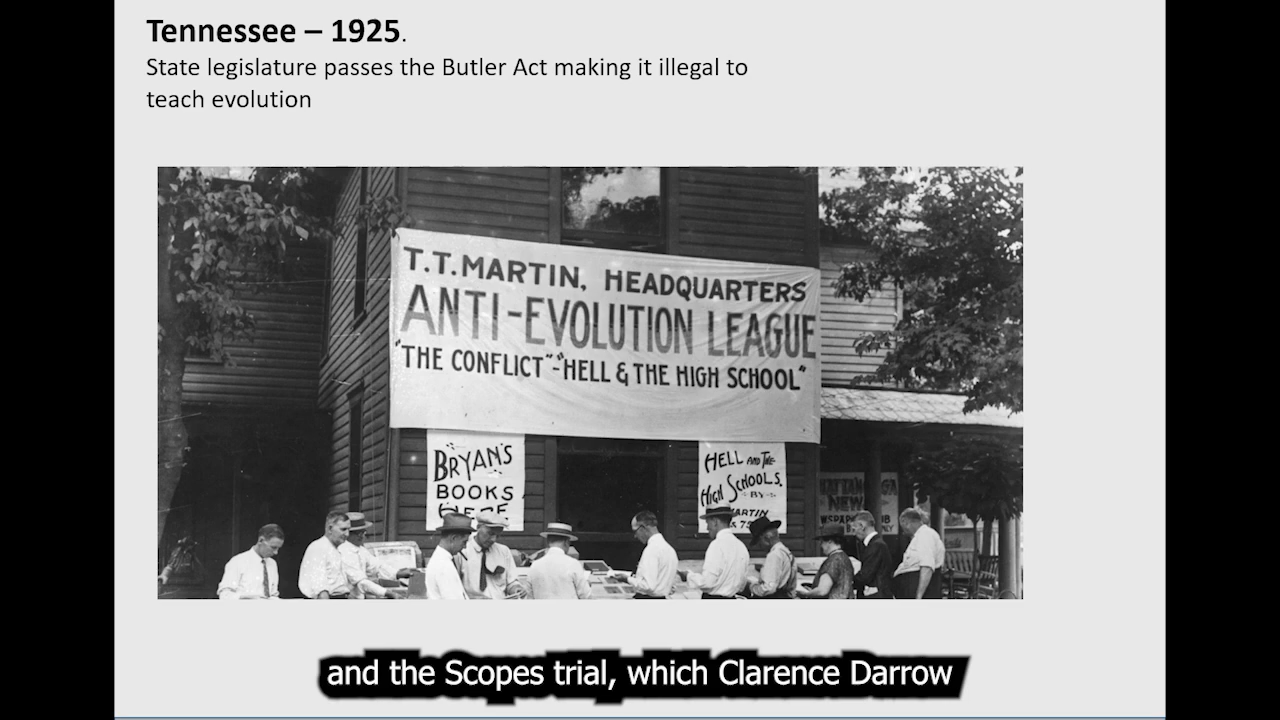 Tennessee – 1925.
State legislature passes the Butler Act making it illegal to
teach evolution
T.T.MARTIN, HEADQUARTERS
ANTI-EVOLUTION LEAGUE
"THE CONFLICT"-"HELL & THE HIGH SCHOOL"
"BRYAN'S
BOOKS
HERE
HELL AND THE
HIGH SCHOOLS.
-BY-
MARTIN
NEW
and the Scopes trial, which Clarence Darrow